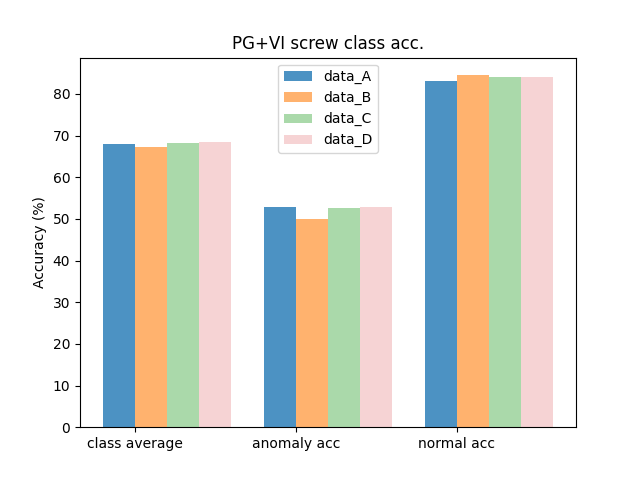 PG+VI screw class acc.
data_A
data_B
data_C
data_D
Accuracy (%)
80
70
60
50
40
30
20
10
0
class average anomaly acc normal acc